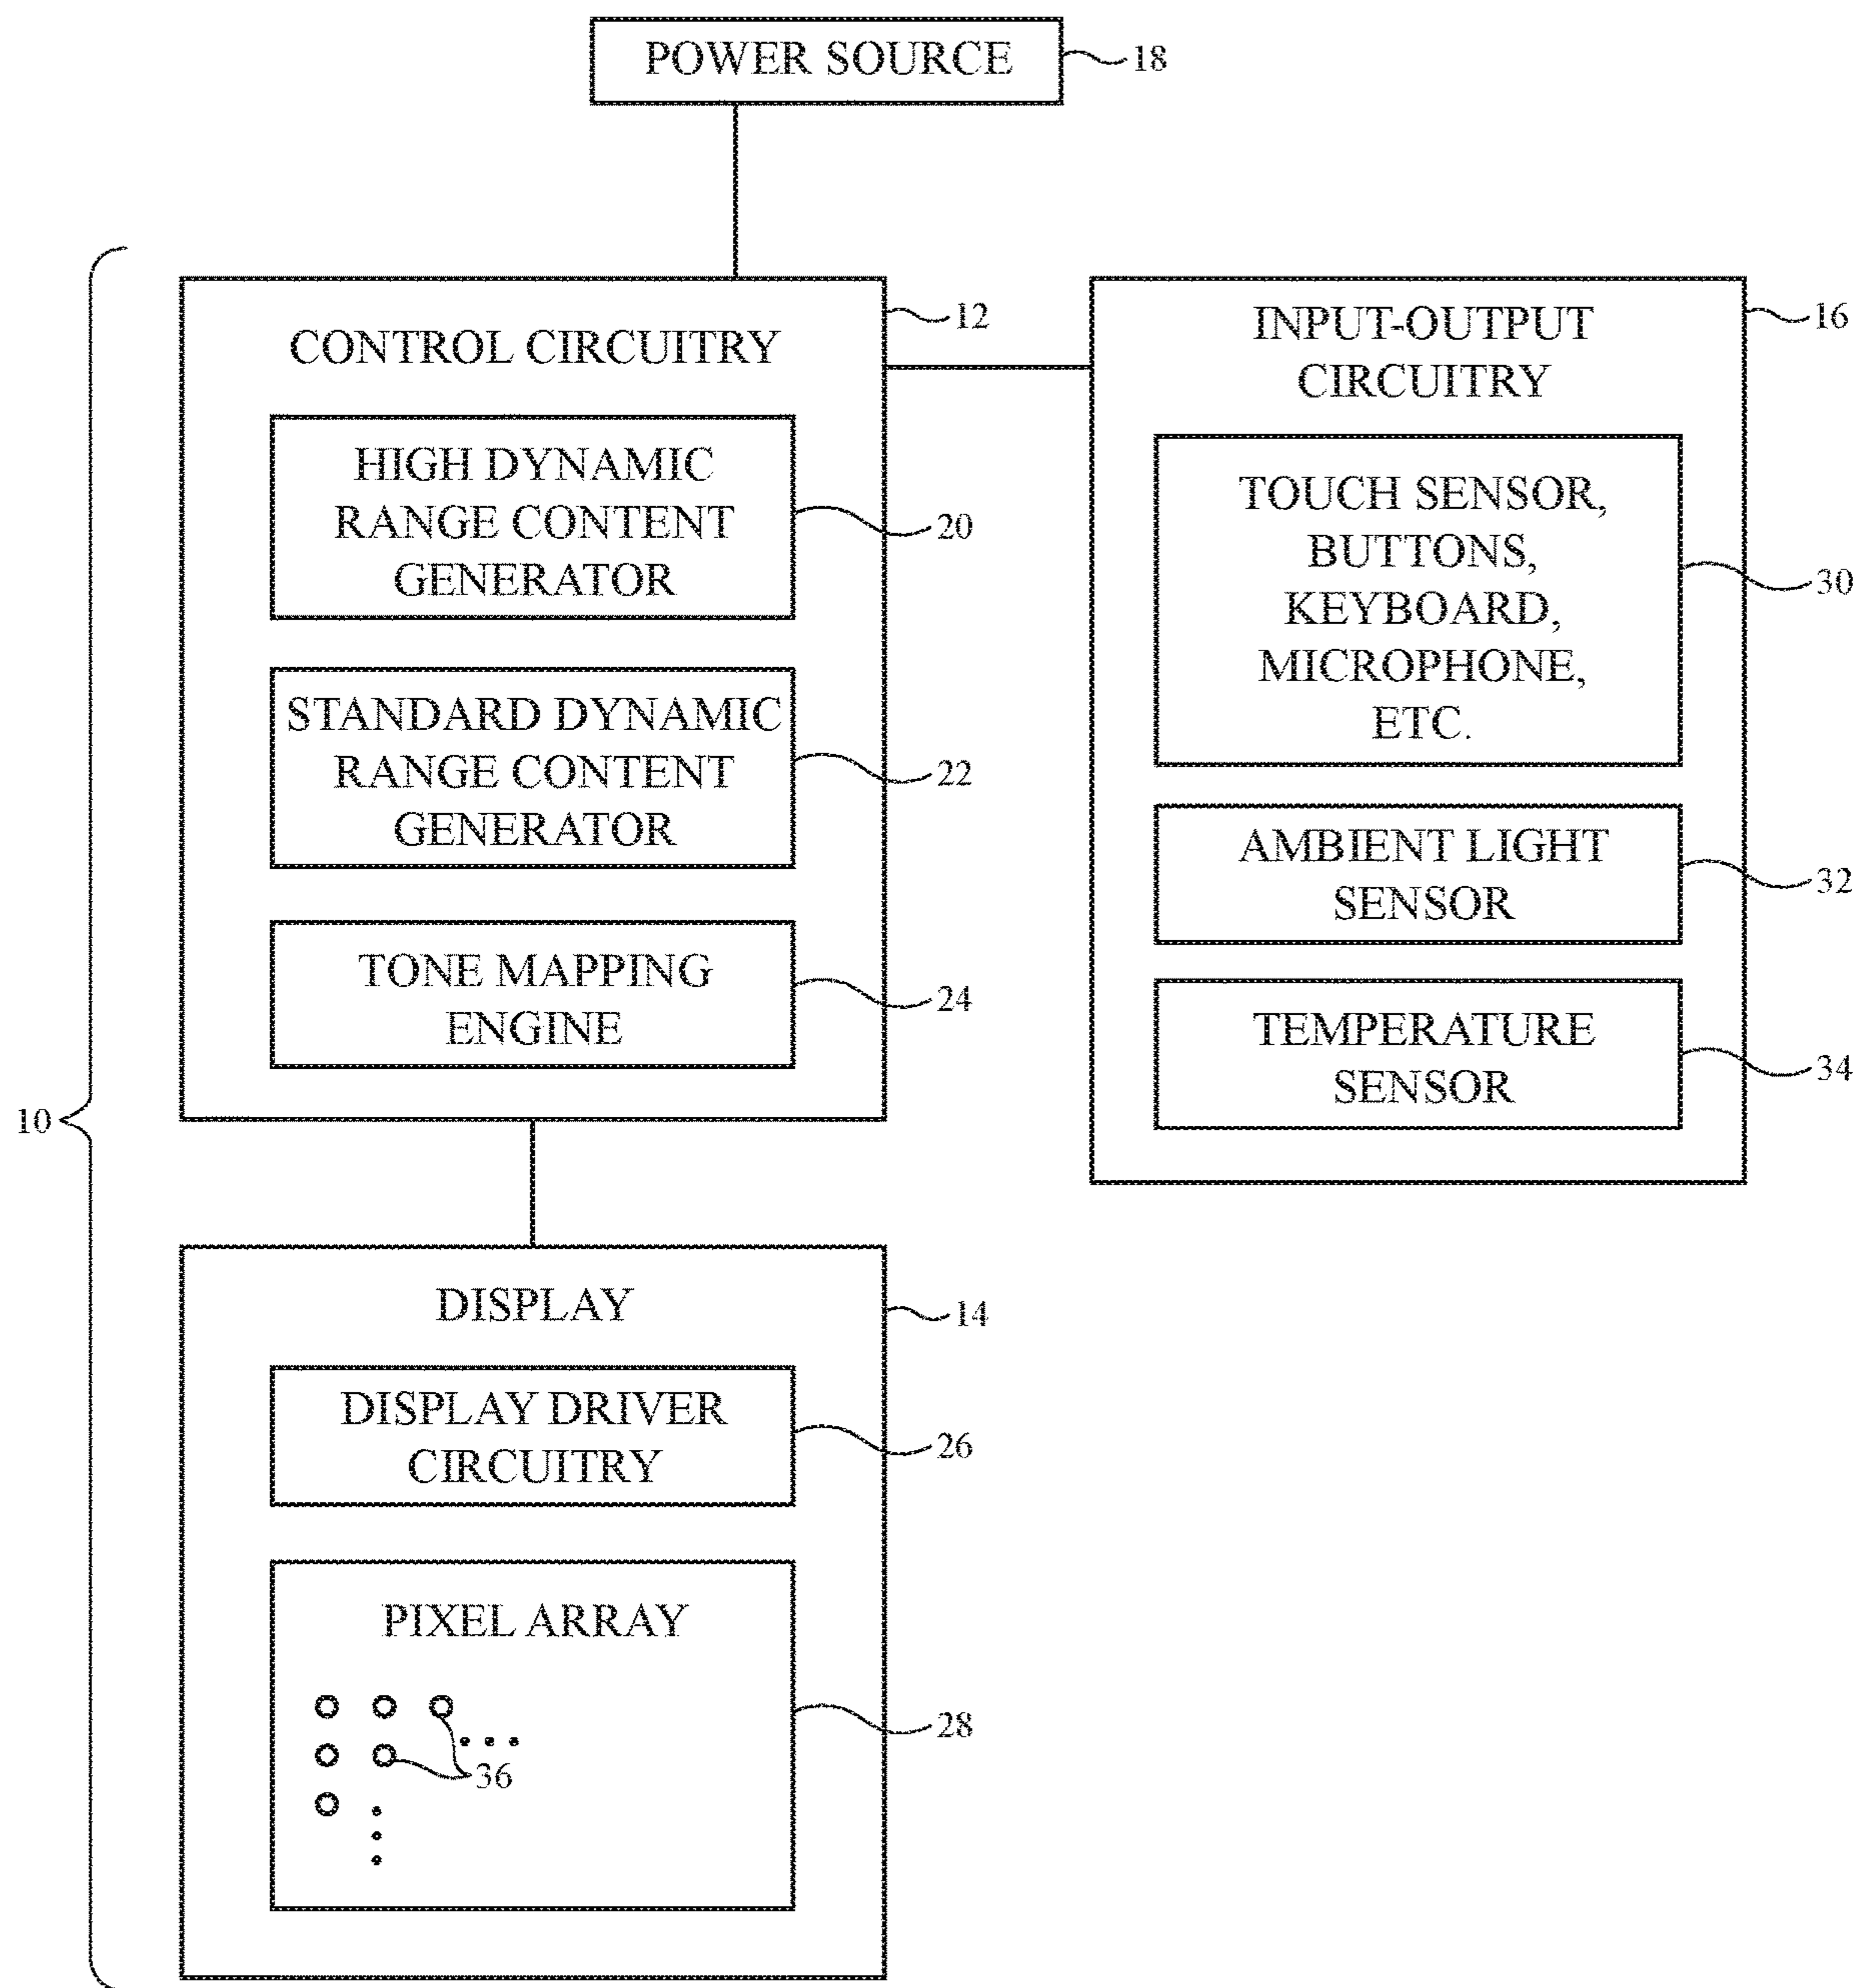 POWER SOURCE
18
CONTROL CIRCUITRY
12
HIGH DYNAMIC
RANGE CONTENT
GENERATOR
20
STANDARD DYNAMIC
RANGE CONTENT
GENERATOR
22
TONE MAPPING
ENGINE
24
INPUT-OUTPUT
CIRCUITRY
16
TOUCH SENSOR,
BUTTONS,
KEYBOARD,
MICROPHONE,
ETC.
30
AMBIENT LIGHT
SENSOR
32
TEMPERATURE
SENSOR
34
10
DISPLAY
14
DISPLAY DRIVER
CIRCUITRY
26
PIXEL ARRAY
28
36